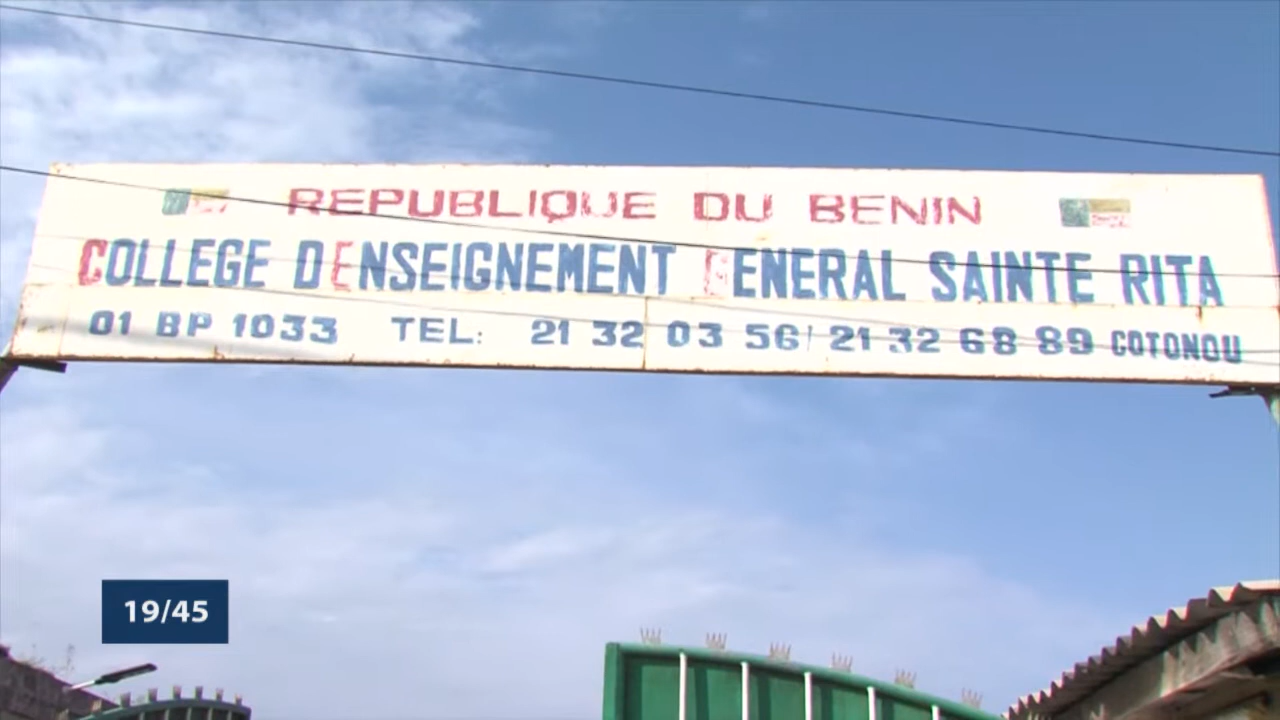 REPUBLIQUE DU BENIN
COLLEGE DENSEIGNEMENT GENERAL SAINTE RITA
01 BP 1033 TEL: 21 32 03 56/ 21 32 68 89 COTONOU
19/45